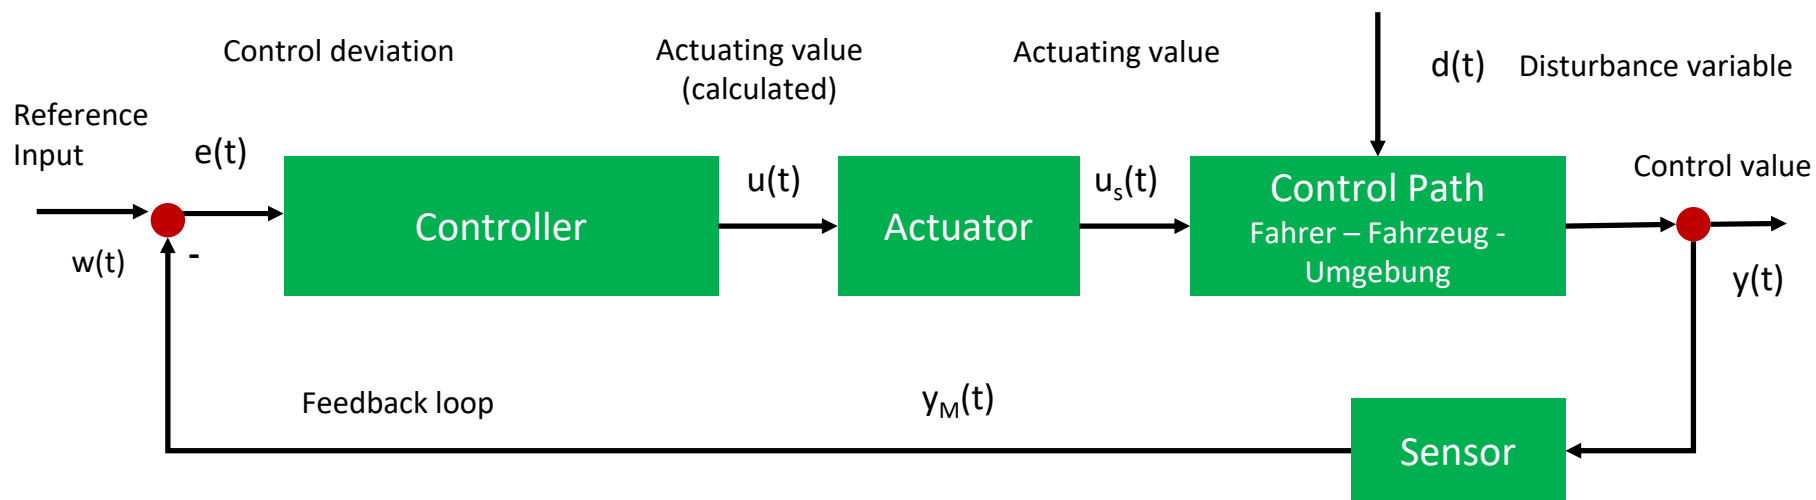 Control deviation
Actuating value
(calculated)
Actuating value
d(t)
Disturbance variable
Reference
Input
e(t)
w(t)
-
Controller
u(t)
Actuator
uₛ(t)
Control Path
Fahrer – Fahrzeug -
Umgebung
Control value
y(t)
Feedback loop
y_M(t)
Sensor